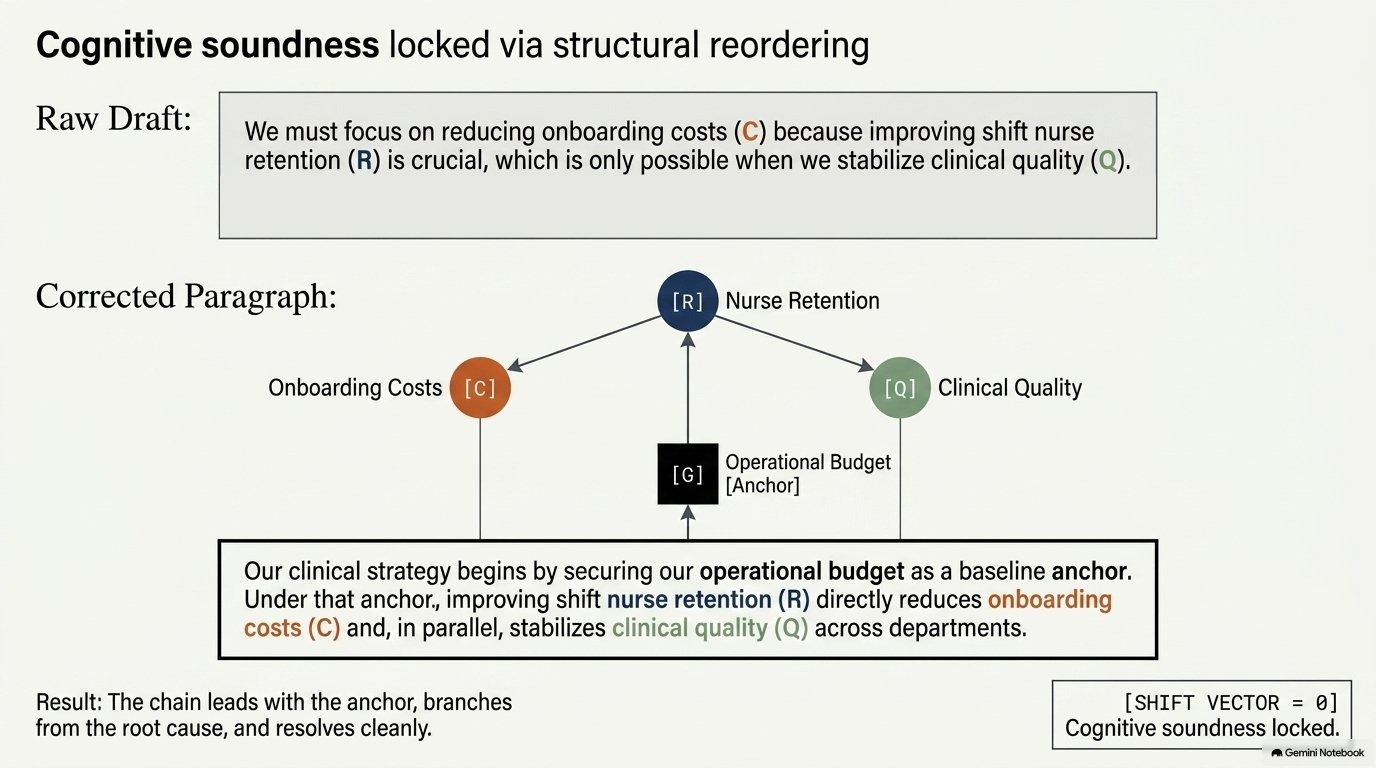 Cognitive soundness locked via structural reordering
Raw Draft:
We must focus on reducing onboarding costs (C) because improving shift nurse
retention (R) is crucial, which is only possible when we stabilize clinical quality (Q).
Corrected Paragraph:
[R] Nurse Retention
Onboarding Costs [C]
[Q] Clinical Quality
[G] Operational Budget
[Anchor]
Our clinical strategy begins by securing our operational budget as a baseline anchor.
Under that anchor., improving shift nurse retention (R) directly reduces onboarding
costs (C) and, in parallel, stabilizes clinical quality (Q) across departments.
Result: The chain leads with the anchor, branches
from the root cause, and resolves cleanly.
[SHIFT VECTOR = 0]
Cognitive soundness locked.
Gemini Notebook